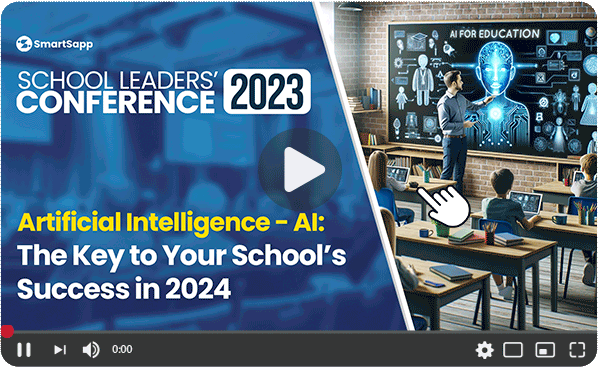 SmartSapp
SCHOOL LEADERS'
CONFERENCE 2023
AI FOR EDUCATION
Artificial Intelligence - AI:
The Key to Your School's
Success in 2024
0:00